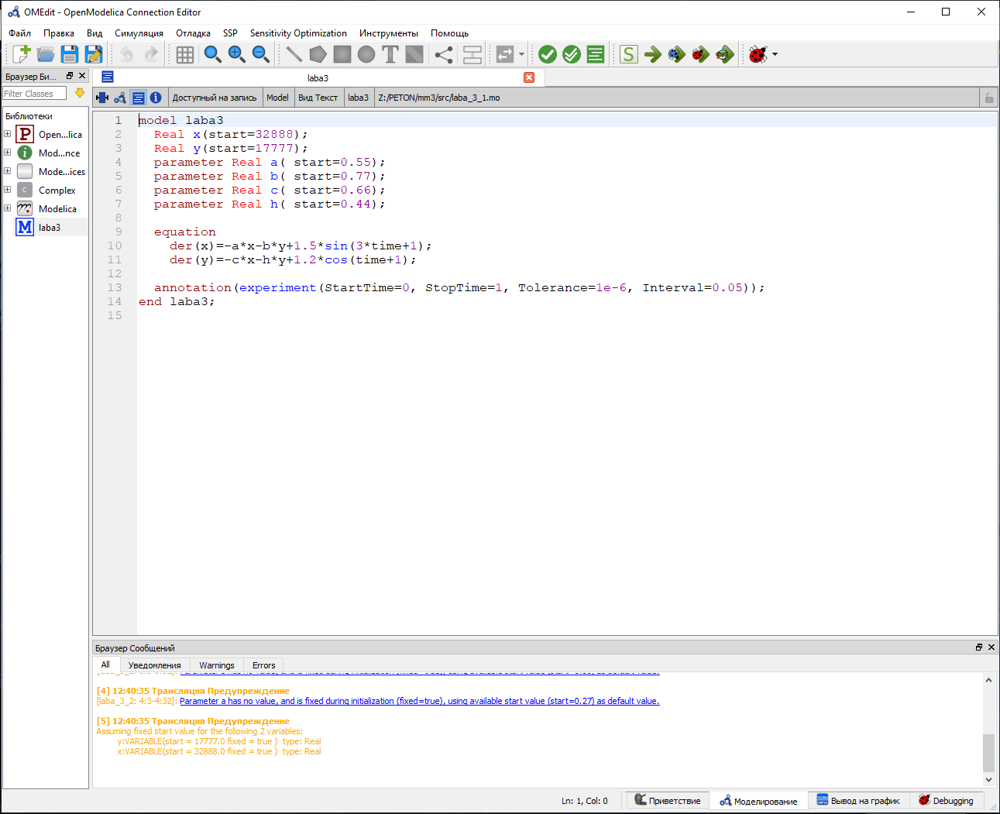 OMEdit - OpenModelica Connection Editor
Файл Правка Вид Симуляция Отладка SSP Sensitivity Optimization Инструменты Помощь
Браузер Би...
Filter Classes
Библиотеки
P Open...lica
i Mod...nce
Mode...ices
C Complex
Modelica
M laba3
laba3
Доступный на запись Model Вид Текст laba3 Z:/PETON/mm3/src/laba_3_1.mo
1 model laba3
2 Real x(start=32888);
3 Real y(start=17777);
4 parameter Real a( start=0.55);
5 parameter Real b( start=0.77);
6 parameter Real c( start=0.66);
7 parameter Real h( start=0.44);
8
9 equation
10 der(x)=-a*x-b*y+1.5*sin(3*time+1);
11 der(y)=-c*x-h*y+1.2*cos(time+1);
12
13 annotation(experiment(StartTime=0, StopTime=1, Tolerance=1e-6, Interval=0.05));
14 end laba3;
15
Браузер Сообщений
All Уведомления Warnings Errors
[4] 12:40:35 Трансляция Предупреждение
[laba_3_2: 4:3-4:32]: Parameter a has no value, and is fixed during initialization (fixed=true), using available start value (start=0.27) as default value.
[5] 12:40:35 Трансляция Предупреждение
Assuming fixed start value for the following 2 variables:
y:VARIABLE(start = 17777.0 fixed = true ) type: Real
x:VARIABLE(start = 32888.0 fixed = true ) type: Real
Ln: 1, Col: 0 Приветствие Моделирование Вывод на график Debugging